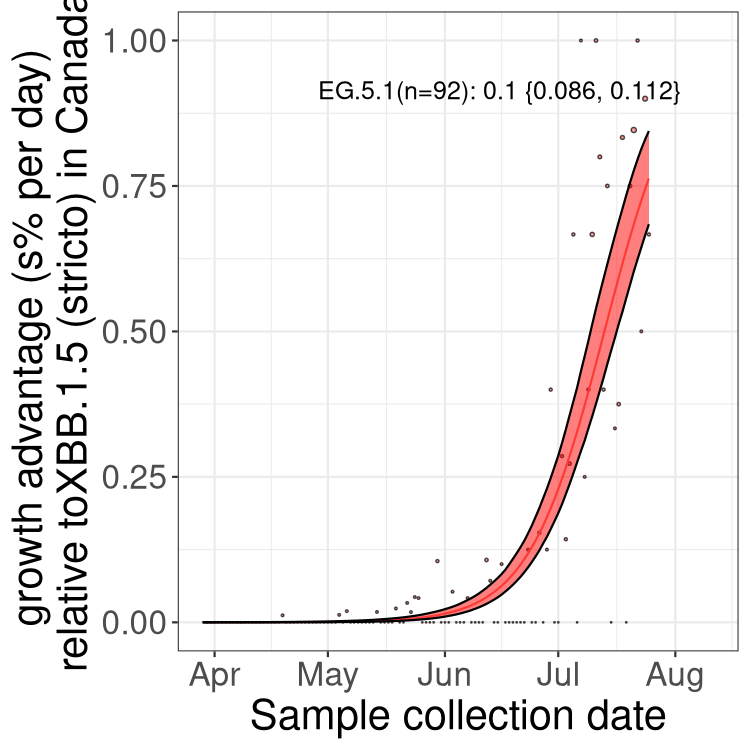 growth advantage (s% per day)
relative toXBB.1.5 (stricto) in Canada
1.00
0.75
0.50
0.25
0.00
EG.5.1(n=92): 0.1 {0.086, 0.112}
Apr
May
Jun
Jul
Aug
Sample collection date